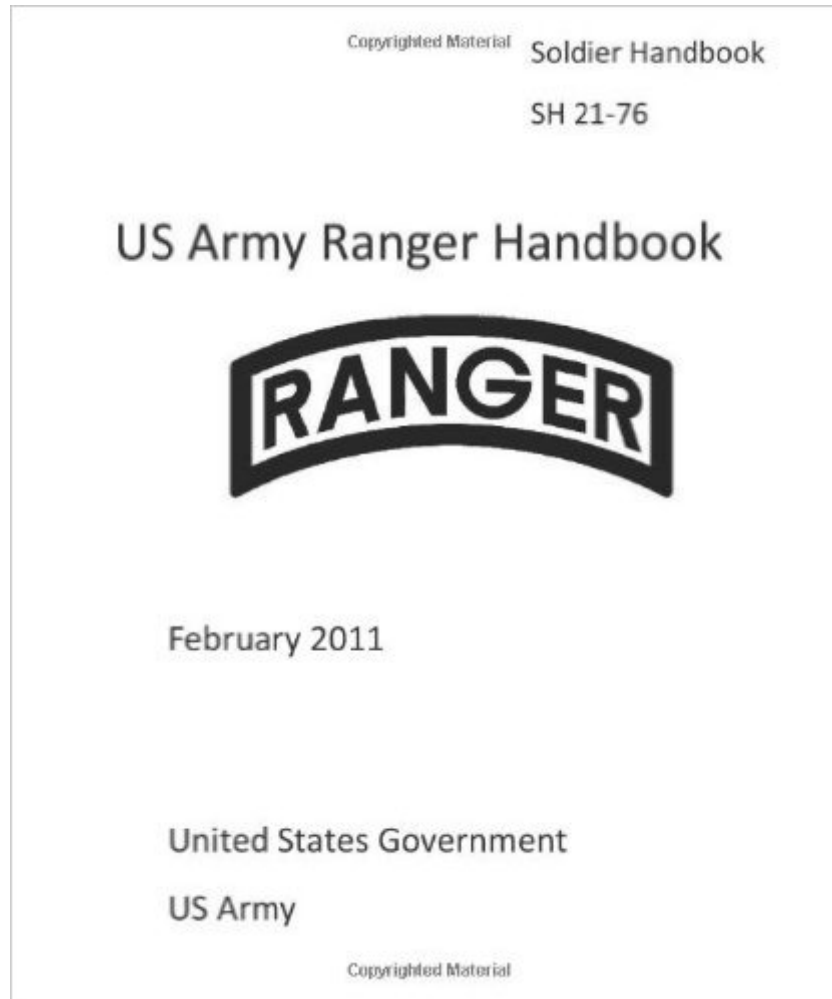 Copyrighted Material
Soldier Handbook
SH 21-76
US Army Ranger Handbook
RANGER
February 2011
United States Government
US Army
Copyrighted Material